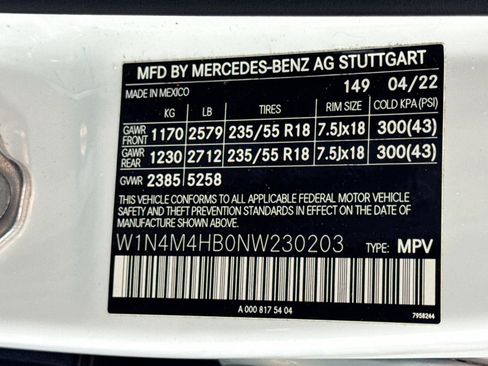 MFD BY MERCEDES-BENZ AG STUTTGART
MADE IN MEXICO 149 04/22
KG LB TIRES RIM SIZE COLD KPA (PSI)
GAWR FRONT 1170 2579 235/55 R18 7.5Jx18 300(43)
GAWR REAR 1230 2712 235/55 R18 7.5Jx18 300(43)
GVWR 2385 5258
THIS VEHICLE CONFORMS TO ALL APPLICABLE FEDERAL MOTOR VEHICLE
SAFETY AND THEFT PREVENTION STANDARDS IN EFFECT ON THE DATE OF
MANUFACTURE SHOWN ABOVE.
W1N4M4HB0NW230203 TYPE: MPV
A 000 817 54 04
7958244